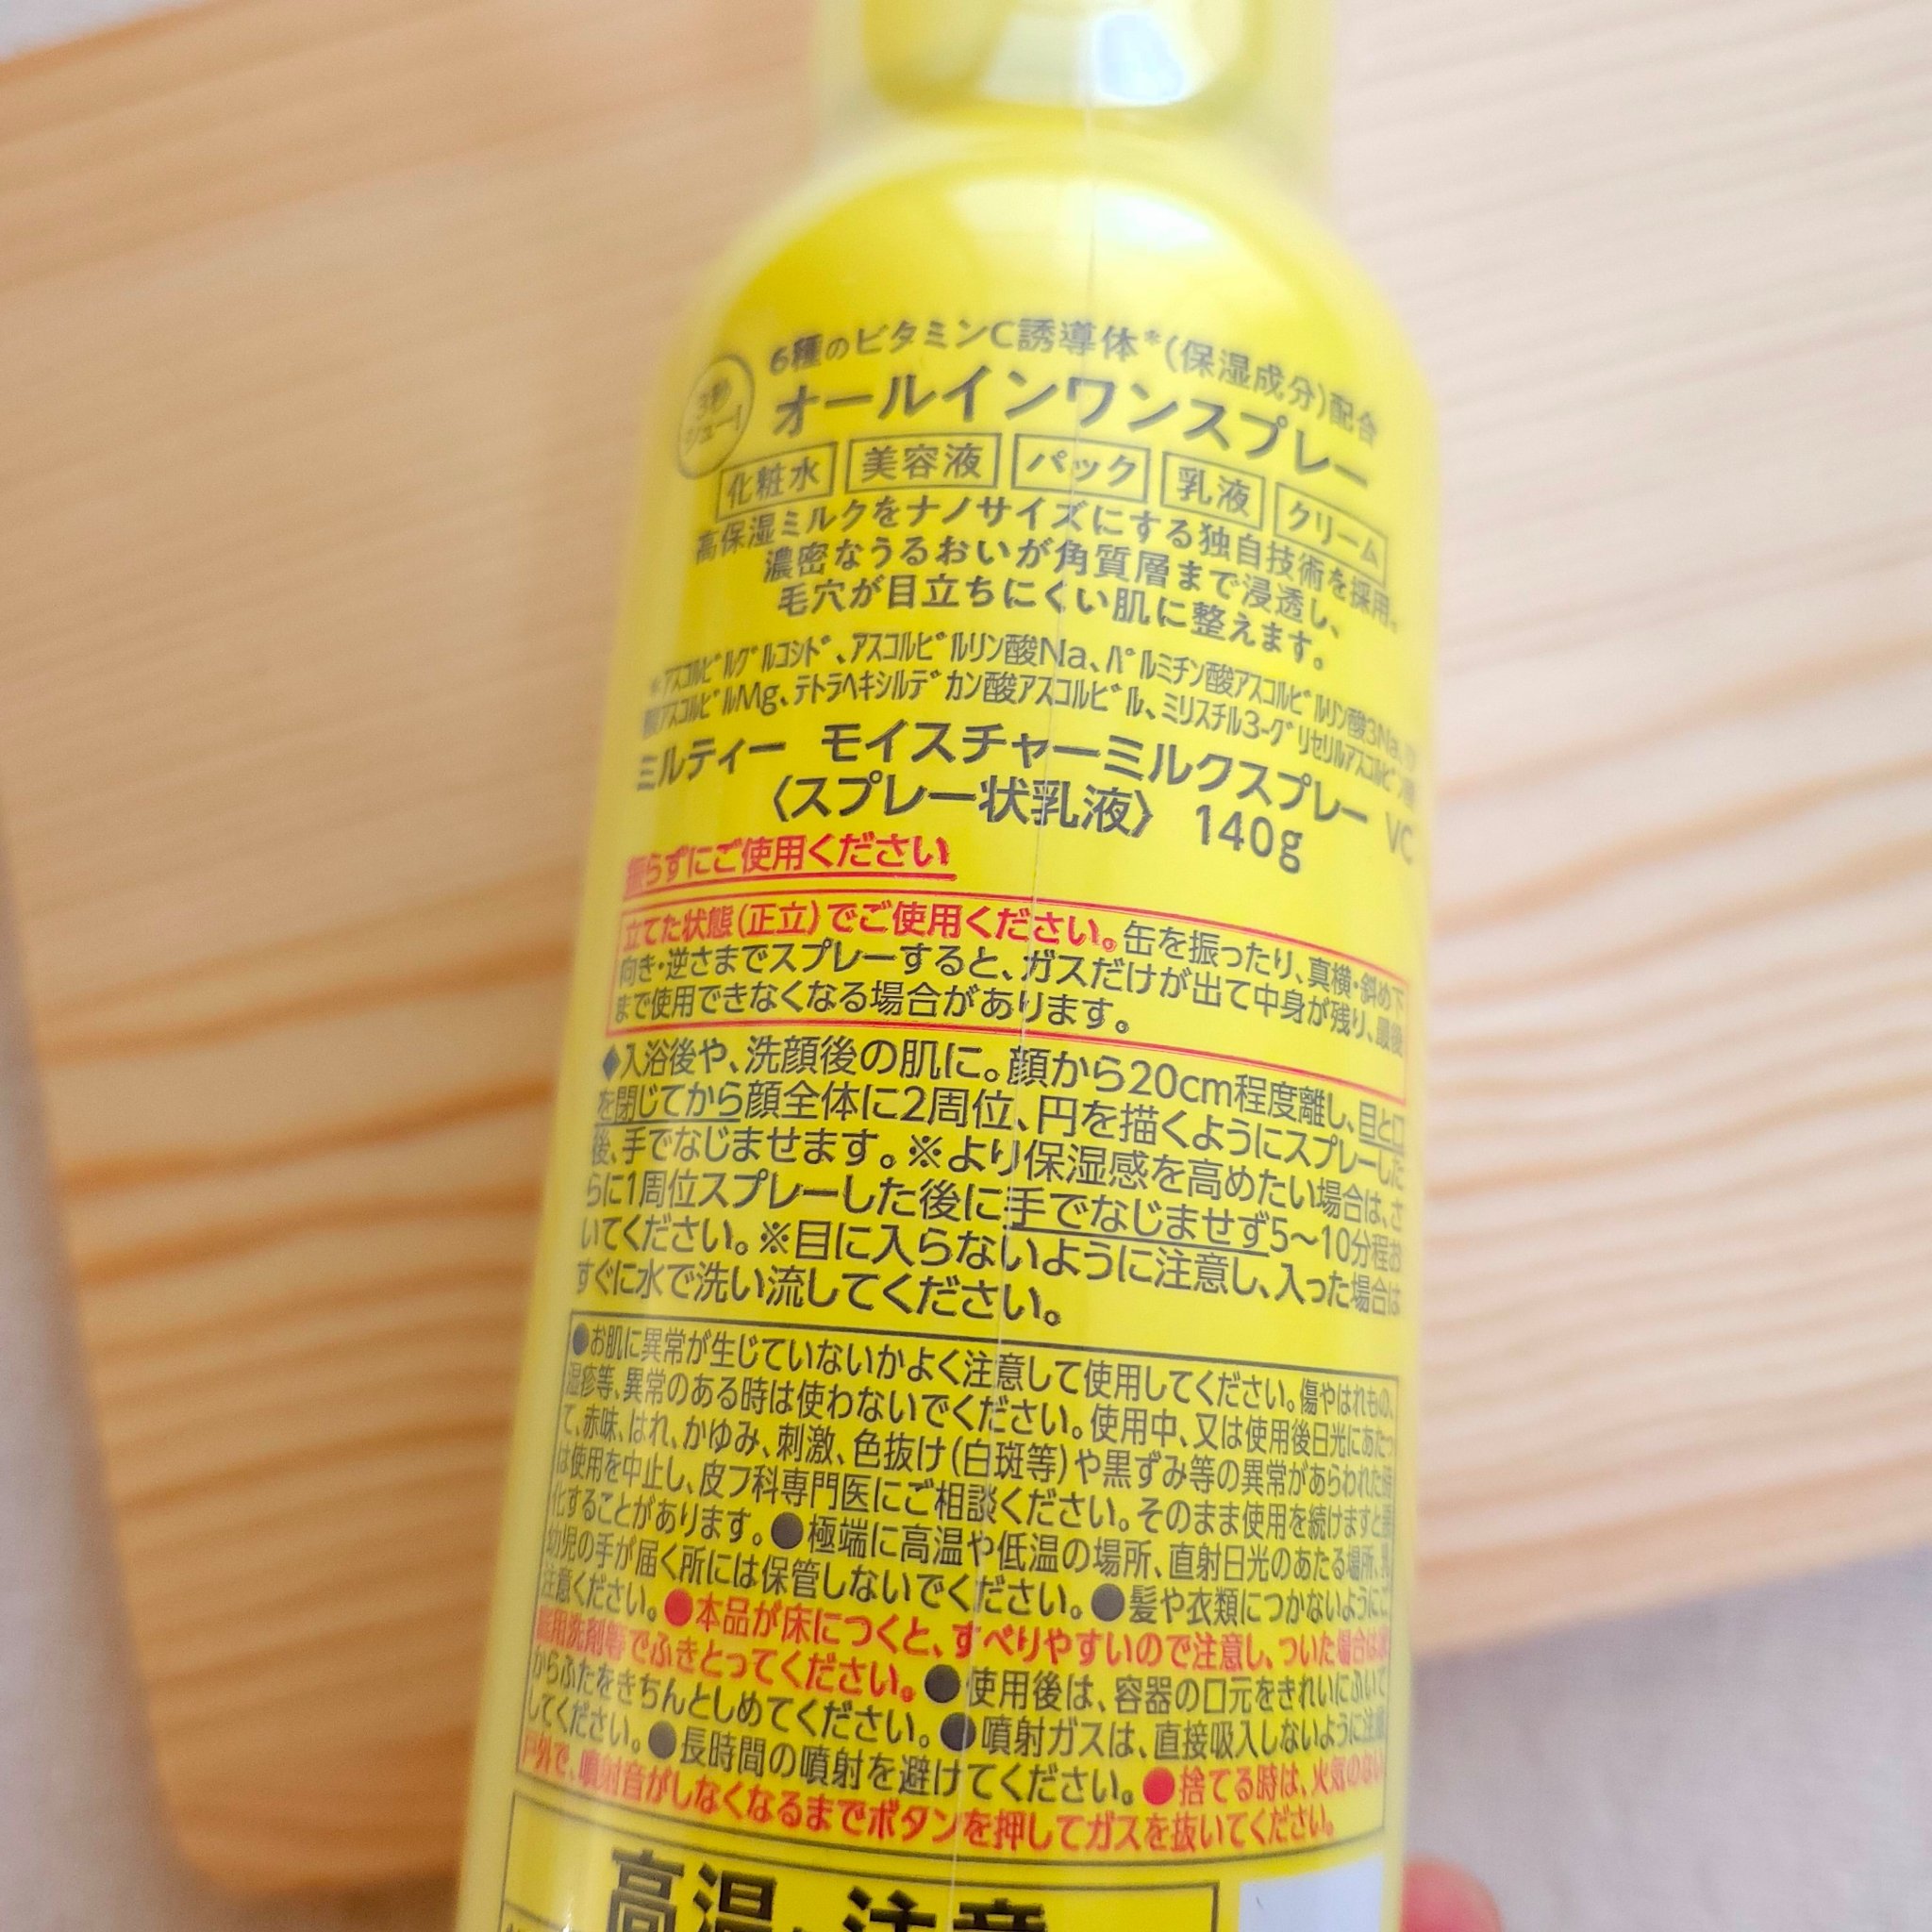 6種のビタミンC誘導体*(保湿成分)配合
3秒
シュー!
オールインワンスプレー
化粧水 美容液 パック 乳液 クリーム
高保湿ミルクをナノサイズにする独自技術を採用。
濃密なうるおいが角質層まで浸透し、
毛穴が目立ちにくい肌に整えます。
*アスコルビルグルコシド、アスコルビルリン酸Na、パルミチン酸アスコルビルリン酸3Na、
酸アスコルビルMg、テトラヘキシルデカン酸アスコルビル、ミリスチル3-グリセリルアスコルビン酸
ミルティー モイスチャーミルクスプレー VC
〈スプレー状乳液〉 140g
振らずにご使用ください
立てた状態(正立)でご使用ください。缶を振ったり、真横・斜め下
向き・逆さまでスプレーすると、ガスだけが出て中身が残り、最後
まで使用できなくなる場合があります。
◆入浴後や、洗顔後の肌に。顔から20cm程度離し、目と口
を閉じてから顔全体に2周位、円を描くようにスプレーした
後、手でなじませます。※より保湿感を高めたい場合は、さ
らに1周位スプレーした後に手でなじませず5〜10分程お
いてください。※目に入らないように注意し、入った場合は
すぐに水で洗い流してください。
●お肌に異常が生じていないかよく注意して使用してください。傷やはれもの、
湿疹等、異常のある時は使わないでください。使用中、又は使用後日光にあたっ
て、赤味、はれ、かゆみ、刺激、色抜け(白斑等)や黒ずみ等の異常があらわれた時
は使用を中止し、皮フ科専門医にご相談ください。そのまま使用を続けますと
化することがあります。●極端に高温や低温の場所、直射日光のあたる場所、乳
幼児の手が届く所には保管しないでください。●髪や衣類につかないようにご
注意ください。●本品が床につくと、すべりやすいので注意し、ついた場合は
用洗剤等でふきとってください。●使用後は、容器の口元をきれいにふいて
からふたをきちんとしめてください。●噴射ガスは、直接吸入しないように注意
してください。●長時間の噴射を避けてください。●捨てる時は、火気のない
戸外で、噴射音がしなくなるまでボタンを押してガスを抜いてください。
高温に注意